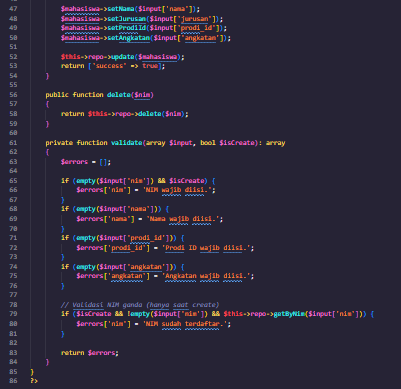 47 $mahasiswa->setNama($input['nama']);
48 $mahasiswa->setJurusan($input['jurusan']);
49 $mahasiswa->setProdiId($input['prodi_id']);
50 $mahasiswa->setAngkatan($input['angkatan']);
51
52 $this->repo->update($mahasiswa);
53 return ['success' => true];
54 }
55
56 public function delete($nim)
57 {
58 return $this->repo->delete($nim);
59 }
60
61 private function validate(array $input, bool $isCreate): array
62 {
63 $errors = [];
64
65 if (empty($input['nim']) && $isCreate) {
66 $errors['nim'] = 'NIM wajib diisi.';
67 }
68 if (empty($input['nama'])) {
69 $errors['nama'] = 'Nama wajib diisi.';
70 }
71 if (empty($input['prodi_id'])) {
72 $errors['prodi_id'] = 'Prodi ID wajib diisi.';
73 }
74 if (empty($input['angkatan'])) {
75 $errors['angkatan'] = 'Angkatan wajib diisi.';
76 }
77
78 // Validasi NIM ganda (hanya saat create)
79 if ($isCreate && !empty($input['nim']) && $this->repo->getByNim($input['nim'])) {
80 $errors['nim'] = 'NIM sudah terdaftar.';
81 }
82
83 return $errors;
84 }
85 }
86 ?>